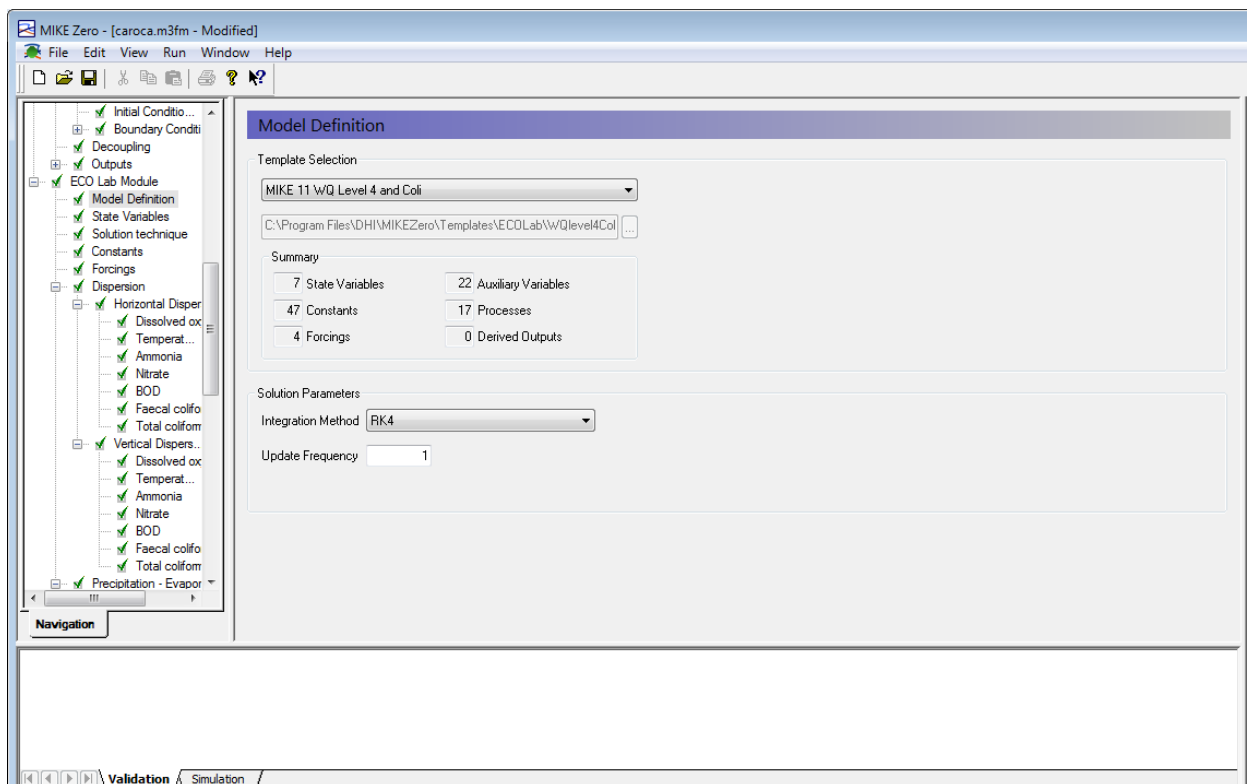 MIKE Zero - [caroca.m3fm - Modified]
File Edit View Run Window Help
Initial Conditio...
Boundary Conditi
Decoupling
Outputs
ECO Lab Module
Model Definition
State Variables
Solution technique
Constants
Forcings
Dispersion
Horizontal Disper
Dissolved ox
Temperat...
Ammonia
Nitrate
BOD
Faecal colifo
Total coliform
Vertical Dispers...
Dissolved ox
Temperat...
Ammonia
Nitrate
BOD
Faecal colifo
Total coliform
Precipitation - Evapor
Navigation
Model Definition
Template Selection
MIKE 11 WQ Level 4 and Coli
C:\Program Files\DHI\MIKEZero\Templates\ECOLab\WQlevel4Col ...
Summary
7 State Variables 22 Auxiliary Variables
47 Constants 17 Processes
4 Forcings 0 Derived Outputs
Solution Parameters
Integration Method RK4
Update Frequency 1
Validation Simulation